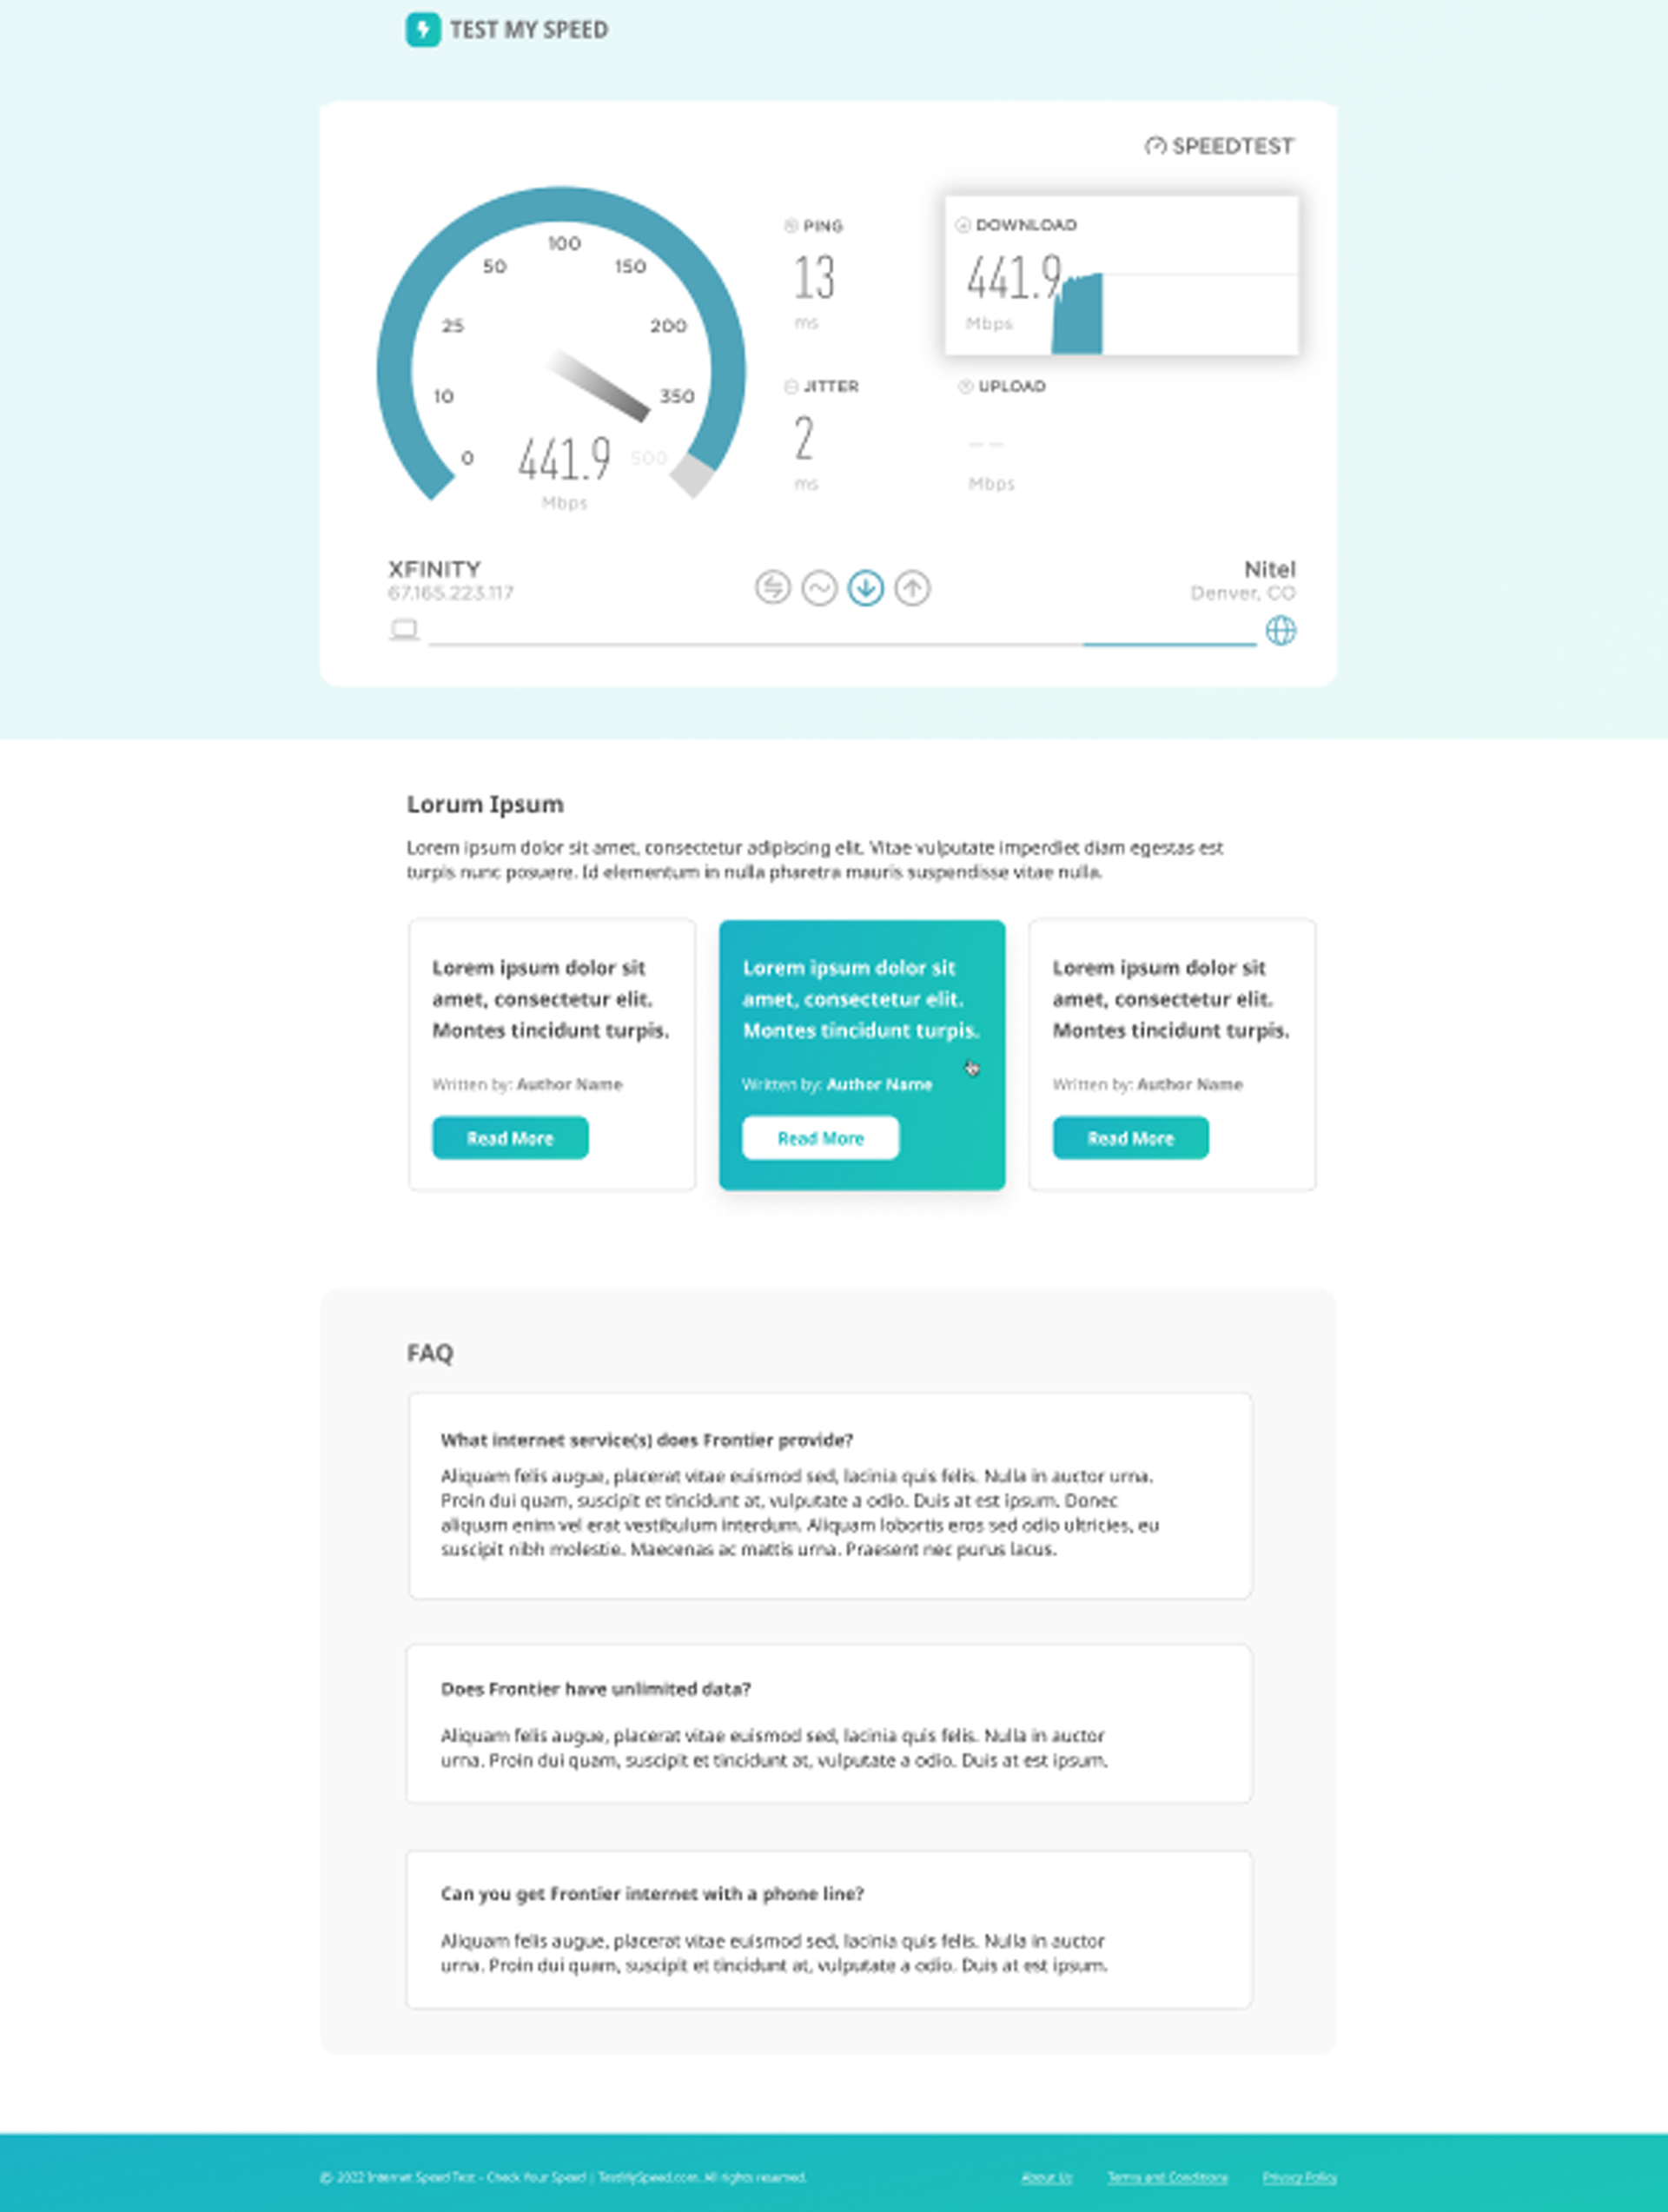 TEST MY SPEED
SPEEDTEST
100
50
150
25
200
10
350
0
500
441.9
Mbps
PING
13
ms
DOWNLOAD
441.9
Mbps
JITTER
2
ms
UPLOAD
--
Mbps
XFINITY
67.165.223.117
Nitel
Denver, CO
Lorum Ipsum
Lorem ipsum dolor sit amet, consectetur adipiscing elit. Vitae vulputate imperdiet diam egestas est
turpis nunc posuere. Id elementum in nulla pharetra mauris suspendisse vitae nulla.
Lorem ipsum dolor sit
amet, consectetur elit.
Montes tincidunt turpis.
Written by: Author Name
Read More
Lorem ipsum dolor sit
amet, consectetur elit.
Montes tincidunt turpis.
Written by: Author Name
Read More
Lorem ipsum dolor sit
amet, consectetur elit.
Montes tincidunt turpis.
Written by: Author Name
Read More
FAQ
What internet service(s) does Frontier provide?
Aliquam felis augue, placerat vitae euismod sed, lacinia quis felis. Nulla in auctor urna.
Proin dui quam, suscipit et tincidunt at, vulputate a odio. Duis at est ipsum. Donec
aliquam enim vel erat vestibulum interdum. Aliquam lobortis eros sed odio ultricies, eu
suscipit nibh molestie. Maecenas ac mattis urna. Praesent nec purus lacus.
Does Frontier have unlimited data?
Aliquam felis augue, placerat vitae euismod sed, lacinia quis felis. Nulla in auctor
urna. Proin dui quam, suscipit et tincidunt at, vulputate a odio. Duis at est ipsum.
Can you get Frontier internet with a phone line?
Aliquam felis augue, placerat vitae euismod sed, lacinia quis felis. Nulla in auctor
urna. Proin dui quam, suscipit et tincidunt at, vulputate a odio. Duis at est ipsum.
© 2022 Internet Speed Test - Check Your Speed | TestMySpeed.com. All rights reserved.
About Us
Terms and Conditions
Privacy Policy